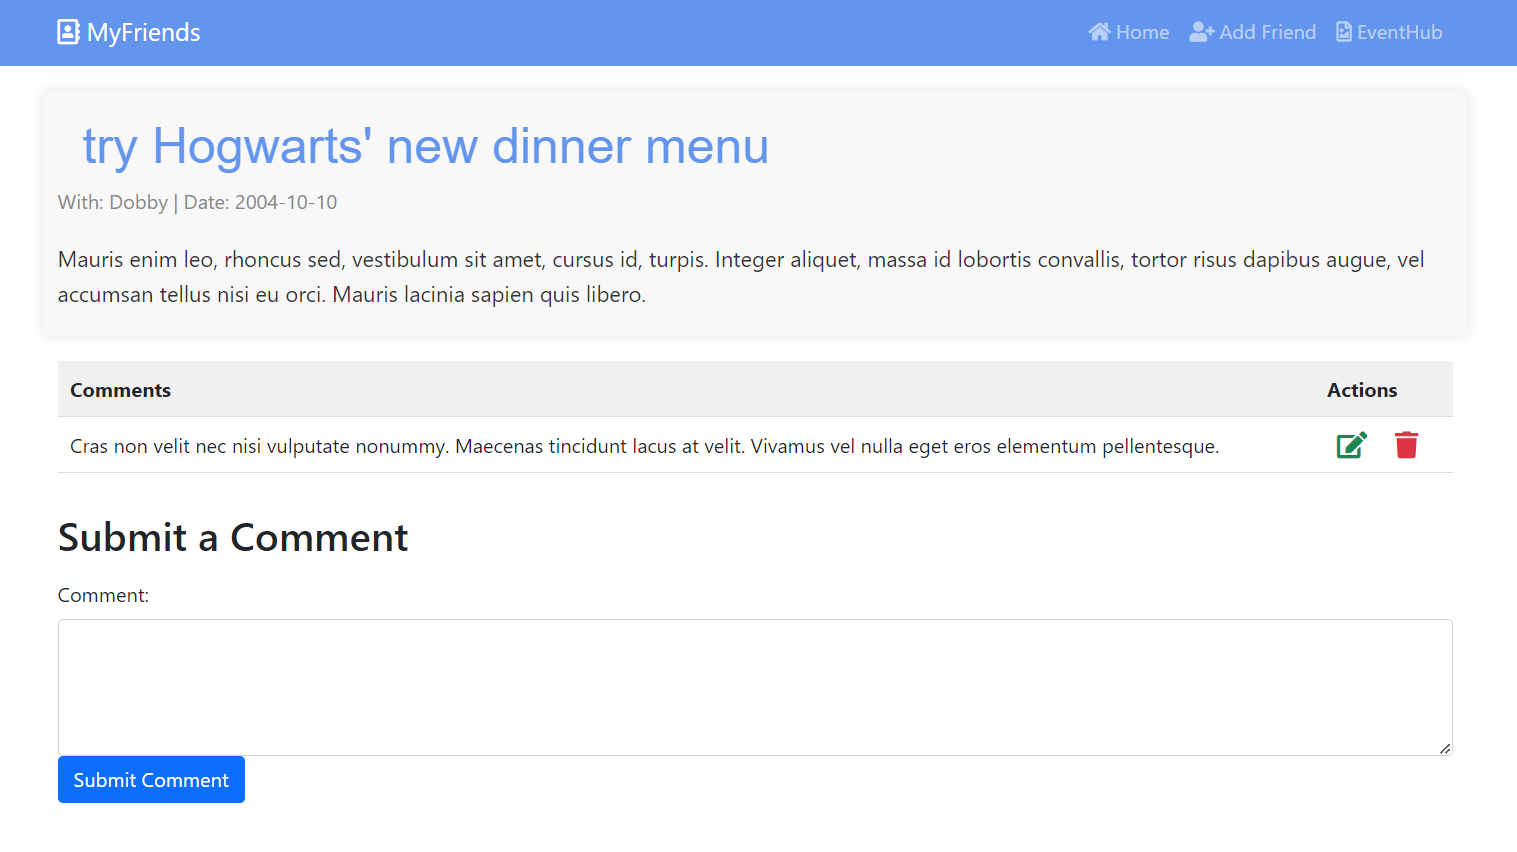 MyFriends
Home Add Friend EventHub
try Hogwarts' new dinner menu
With: Dobby | Date: 2004-10-10
Mauris enim leo, rhoncus sed, vestibulum sit amet, cursus id, turpis. Integer aliquet, massa id lobortis convallis, tortor risus dapibus augue, vel
accumsan tellus nisi eu orci. Mauris lacinia sapien quis libero.
Comments Actions
Cras non velit nec nisi vulputate nonummy. Maecenas tincidunt lacus at velit. Vivamus vel nulla eget eros elementum pellentesque.
Submit a Comment
Comment:
Submit Comment